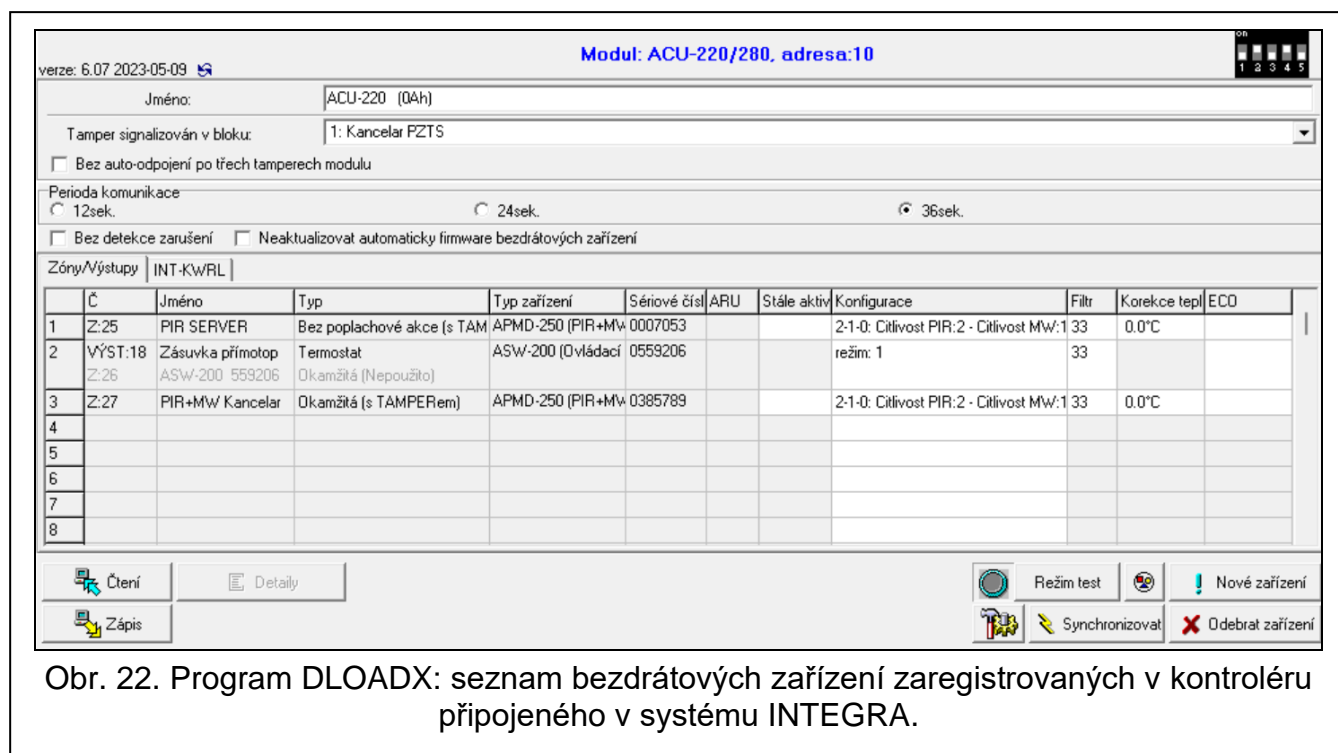 Modul: ACU-220/280, adresa:10
on
1 2 3 4 5
verze: 6.07 2023-05-09
Jméno: ACU-220 (0Ah)
Tamper signalizován v bloku: 1: Kancelar PZTS
Bez auto-odpojení po třech tamperech modulu
Perioda komunikace
12sek. 24sek. 36sek.
Bez detekce zarušení Neaktualizovat automaticky firmware bezdrátových zařízení
Zóny/Výstupy INT-KWRL
Č Jméno Typ Typ zařízení Sériové čísl ARU Stále aktiv Konfigurace Filtr Korekce tepl ECO
1 Z:25 PIR SERVER Bez poplachové akce (s TAM APMD-250 (PIR+MW 0007053 2-1-0: Citlivost PIR:2 - Citlivost MW:1 33 0.0°C
2 VÝST:18 Zásuvka přímotop Termostat ASW-200 (Ovládací 0559206 režim: 1 33
Z:26 ASW-200 559206 Okamžitá (Nepoužito)
3 Z:27 PIR+MW Kancelar Okamžitá (s TAMPERem) APMD-250 (PIR+MW 0385789 2-1-0: Citlivost PIR:2 - Citlivost MW:1 33 0.0°C
4
5
6
7
8
Čtení Detaily Režim test Nové zařízení
Zápis Synchronizovat Odebrat zařízení
Obr. 22. Program DLOADX: seznam bezdrátových zařízení zaregistrovaných v kontroléru
připojeného v systému INTEGRA.